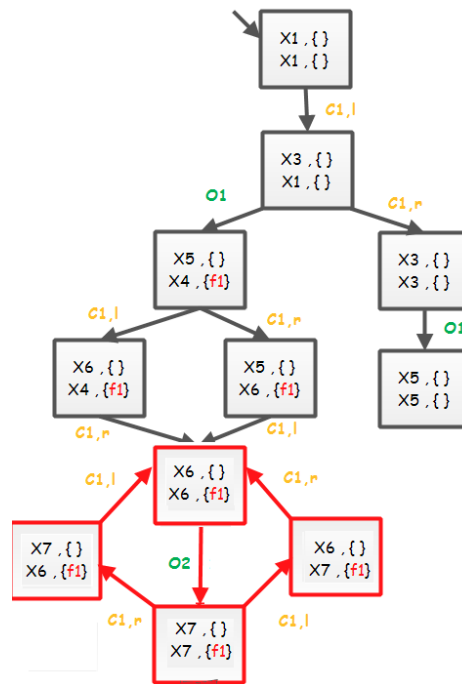 X1 , { }
X1 , { }
C1,l
X3 , { }
X1 , { }
O1
C1,r
X5 , { }
X4 , {f1}
X3 , { }
X3 , { }
C1,l
C1,r
O1
X6 , { }
X4 , {f1}
X5 , { }
X6 , {f1}
X5 , { }
X5 , { }
C1,r
C1,l
X6 , { }
X6 , {f1}
C1,l
C1,r
X7 , { }
X6 , {f1}
O2
X6 , { }
X7 , {f1}
C1,r
C1,l
X7 , { }
X7 , {f1}